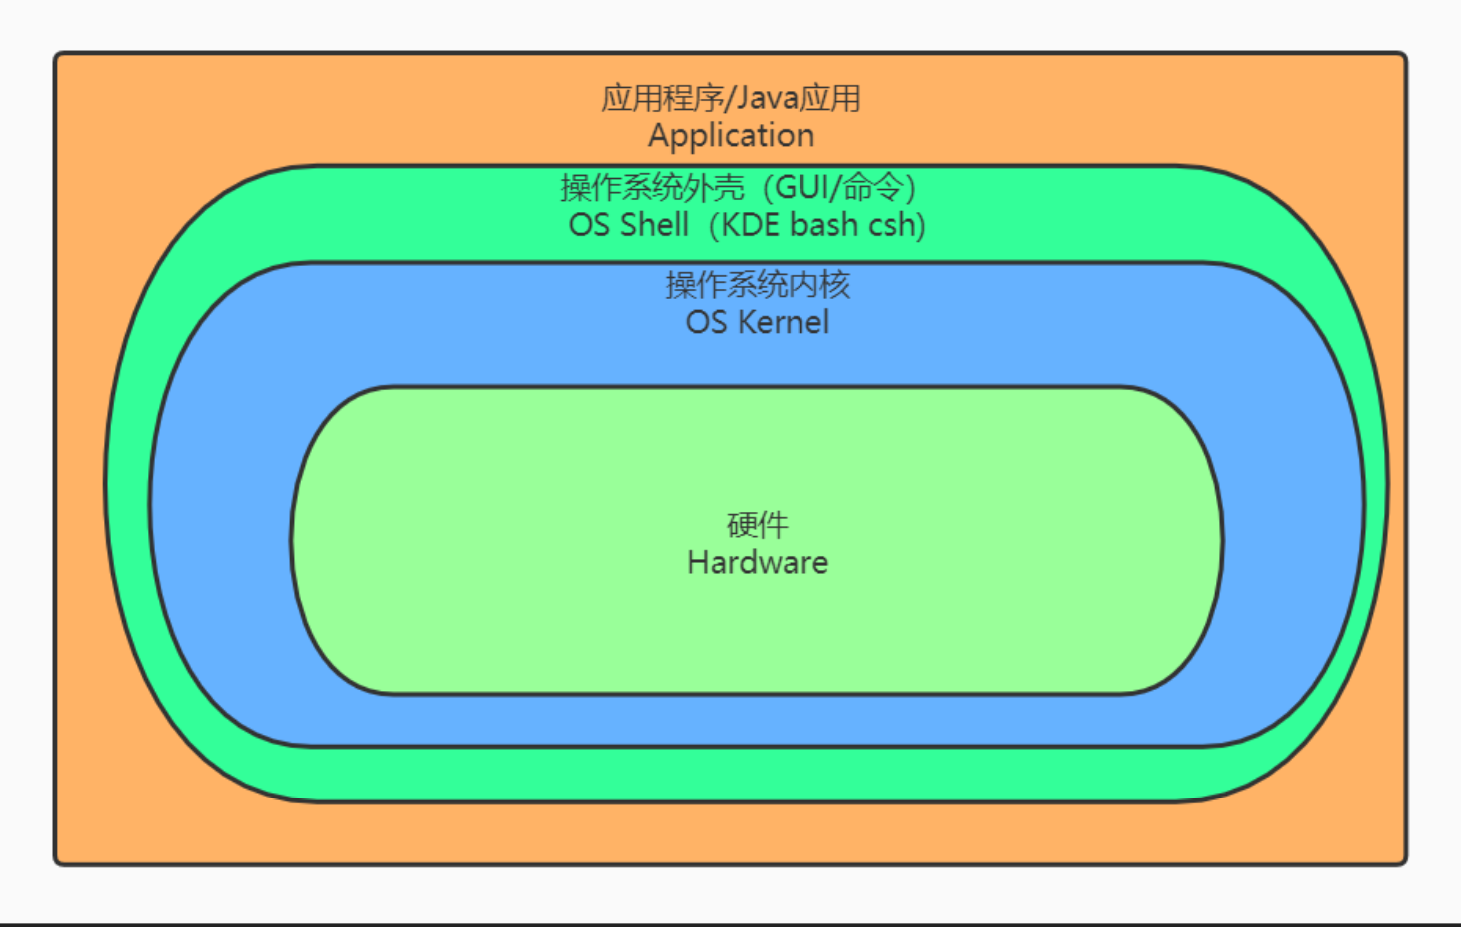 应用程序/Java应用
Application
操作系统外壳（GUI/命令）
OS Shell（KDE bash csh)
操作系统内核
OS Kernel
硬件
Hardware